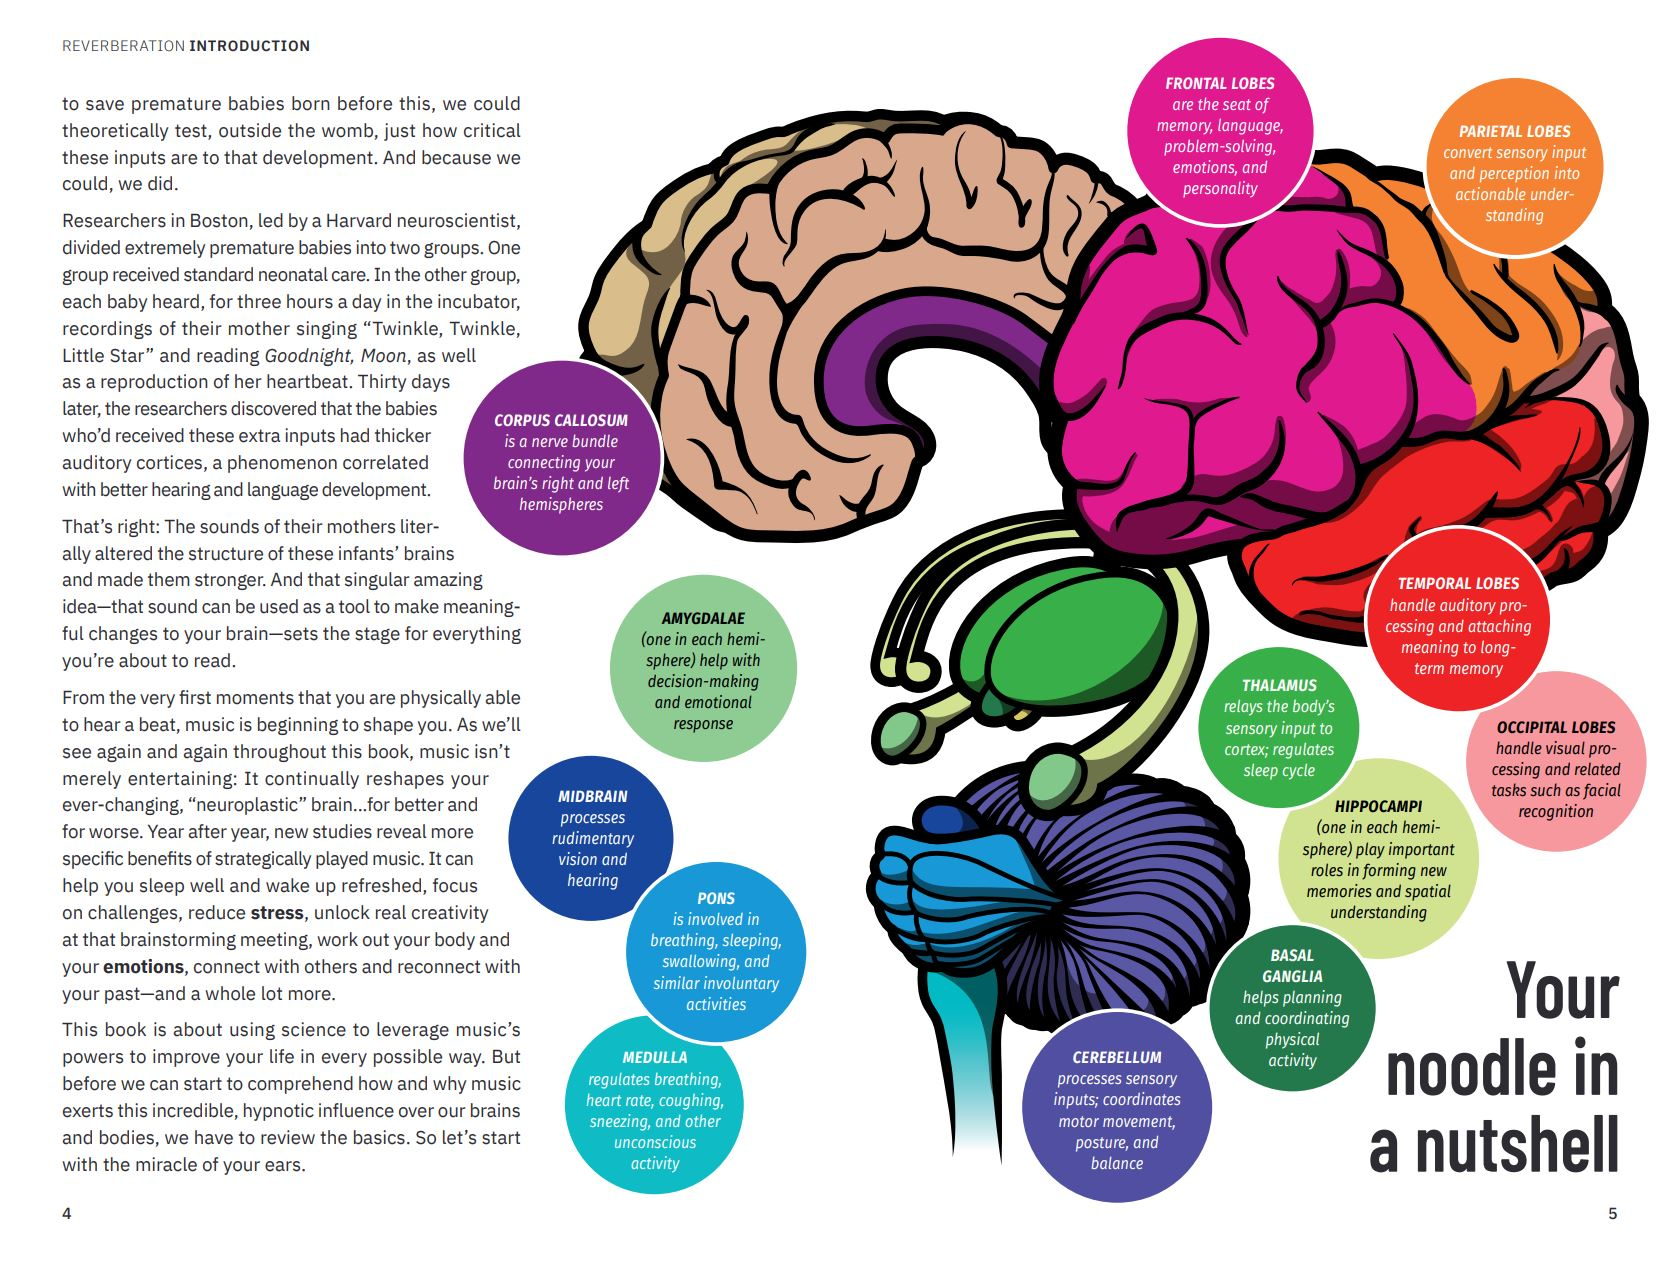 REVERBERATION INTRODUCTION
to save premature babies born before this, we could
theoretically test, outside the womb, just how critical
these inputs are to that development. And because we
could, we did.
Researchers in Boston, led by a Harvard neuroscientist,
divided extremely premature babies into two groups. One
group received standard neonatal care. In the other group,
each baby heard, for three hours a day in the incubator,
recordings of their mother singing “Twinkle, Twinkle,
Little Star” and reading Goodnight, Moon, as well
as a reproduction of her heartbeat. Thirty days
later, the researchers discovered that the babies
who’d received these extra inputs had thicker
auditory cortices, a phenomenon correlated
with better hearing and language development.
That’s right: The sounds of their mothers liter-
ally altered the structure of these infants’ brains
and made them stronger. And that singular amazing
idea—that sound can be used as a tool to make meaning-
ful changes to your brain—sets the stage for everything
you’re about to read.
From the very first moments that you are physically able
to hear a beat, music is beginning to shape you. As we’ll
see again and again throughout this book, music isn’t
merely entertaining: It continually reshapes your
ever-changing, “neuroplastic” brain...for better and
for worse. Year after year, new studies reveal more
specific benefits of strategically played music. It can
help you sleep well and wake up refreshed, focus
on challenges, reduce stress, unlock real creativity
at that brainstorming meeting, work out your body and
your emotions, connect with others and reconnect with
your past—and a whole lot more.
This book is about using science to leverage music’s
powers to improve your life in every possible way. But
before we can start to comprehend how and why music
exerts this incredible, hypnotic influence over our brains
and bodies, we have to review the basics. So let’s start
with the miracle of your ears.
4
FRONTAL LOBES
are the seat of
memory, language,
problem-solving,
emotions, and
personality
PARIETAL LOBES
convert sensory input
and perception into
actionable under-
standing
CORPUS CALLOSUM
is a nerve bundle
connecting your
brain’s right and left
hemispheres
AMYGDALAE
(one in each hemi-
sphere) help with
decision-making
and emotional
response
TEMPORAL LOBES
handle auditory pro-
cessing and attaching
meaning to long-
term memory
THALAMUS
relays the body’s
sensory input to
cortex; regulates
sleep cycle
OCCIPITAL LOBES
handle visual pro-
cessing and related
tasks such as facial
recognition
MIDBRAIN
processes
rudimentary
vision and
hearing
HIPPOCAMPI
(one in each hemi-
sphere) play important
roles in forming new
memories and spatial
understanding
PONS
is involved in
breathing, sleeping,
swallowing, and
similar involuntary
activities
BASAL
GANGLIA
helps planning
and coordinating
physical
activity
MEDULLA
regulates breathing,
heart rate, coughing,
sneezing, and other
unconscious
activity
CEREBELLUM
processes sensory
inputs; coordinates
motor movement,
posture, and
balance
Your
noodle in
a nutshell
5